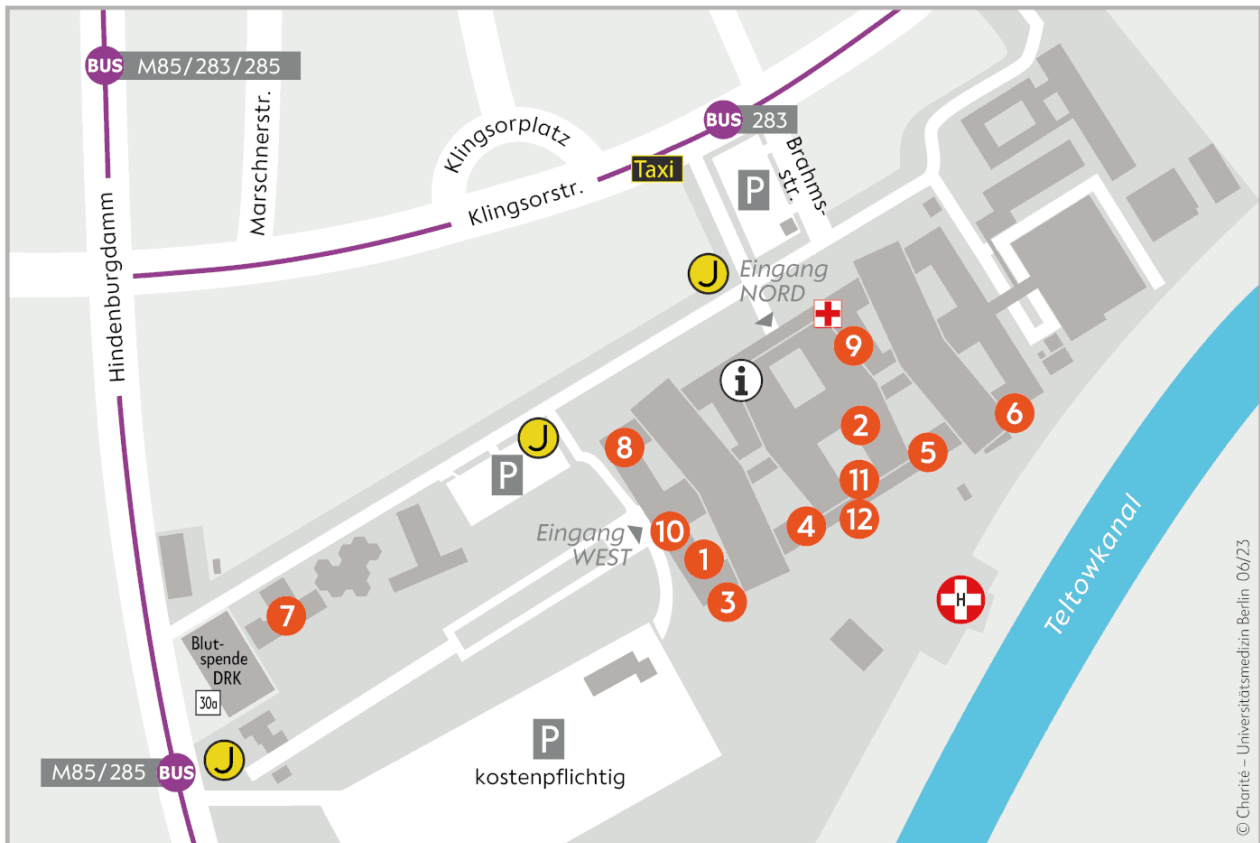 BUS M85/283/285
Marschnerstr.
Klingsorplatz
BUS 283
Taxi
P
Brahms-
str.
Klingsorstr.
Hindenburgdamm
J
Eingang
NORD
9
i
6
2
8
J
5
P
11
12
4
10
Eingang
WEST
1
3
H
7
Teltowkanal
Blut-
spende
DRK
30a
P
kostenpflichtig
J
M85/285 BUS
© Charité – Universitätsmedizin Berlin 06/23